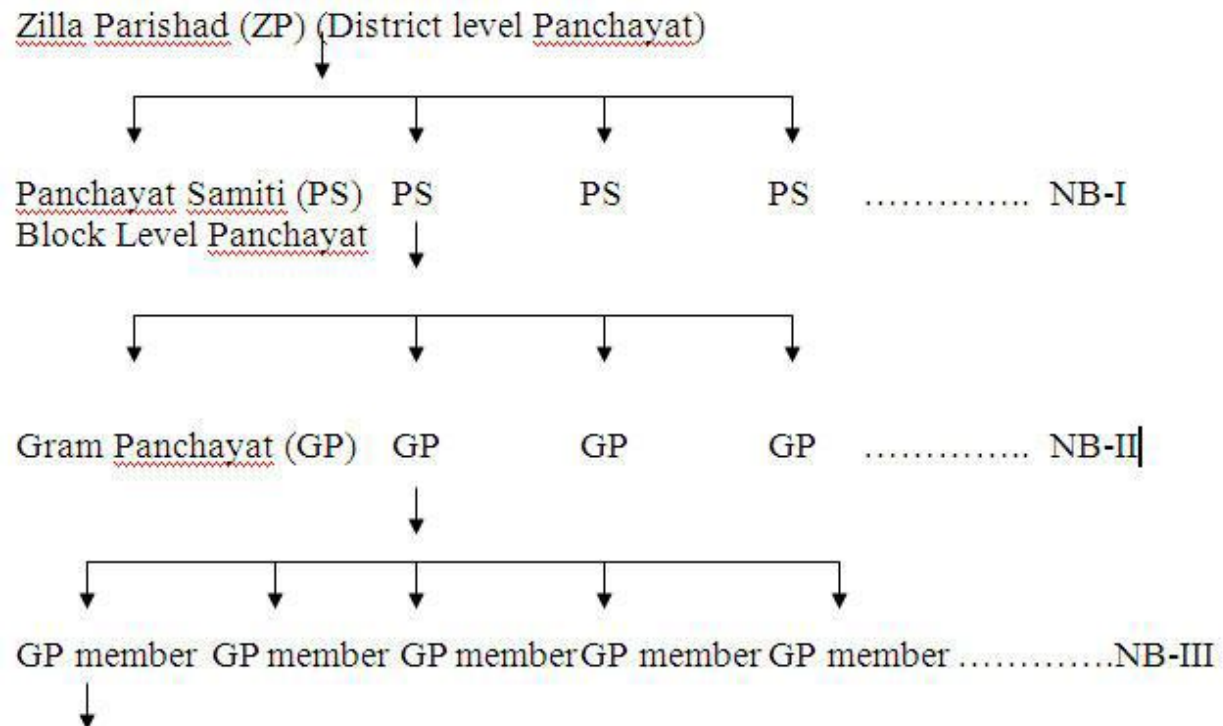 Zilla Parishad (ZP) (District level Panchayat)
Panchayat Samiti (PS) PS PS PS ………….. NB-I
Block Level Panchayat
Gram Panchayat (GP) GP GP GP ………….. NB-II
GP member GP member GP member GP member GP member ………….NB-III